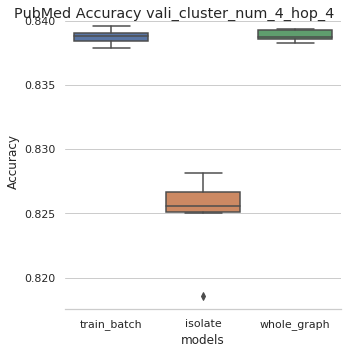 PubMed Accuracy vali_cluster_num_4_hop_4
0.840
0.835
0.830
0.825
0.820
Accuracy
train_batch isolate whole_graph
models